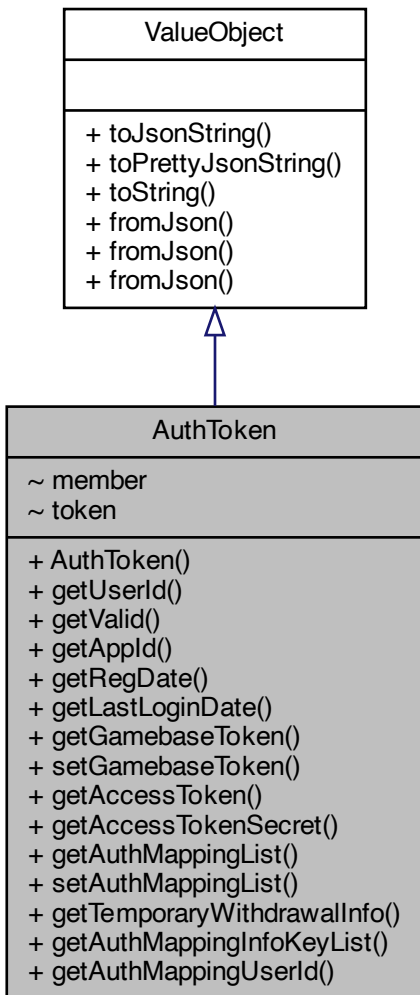 ValueObject
+ toJsonString()
+ toPrettyJsonString()
+ toString()
+ fromJson()
+ fromJson()
+ fromJson()
AuthToken
~ member
~ token
+ AuthToken()
+ getUserId()
+ getValid()
+ getAppId()
+ getRegDate()
+ getLastLoginDate()
+ getGamebaseToken()
+ setGamebaseToken()
+ getAccessToken()
+ getAccessTokenSecret()
+ getAuthMappingList()
+ setAuthMappingList()
+ getTemporaryWithdrawalInfo()
+ getAuthMappingInfoKeyList()
+ getAuthMappingUserId()